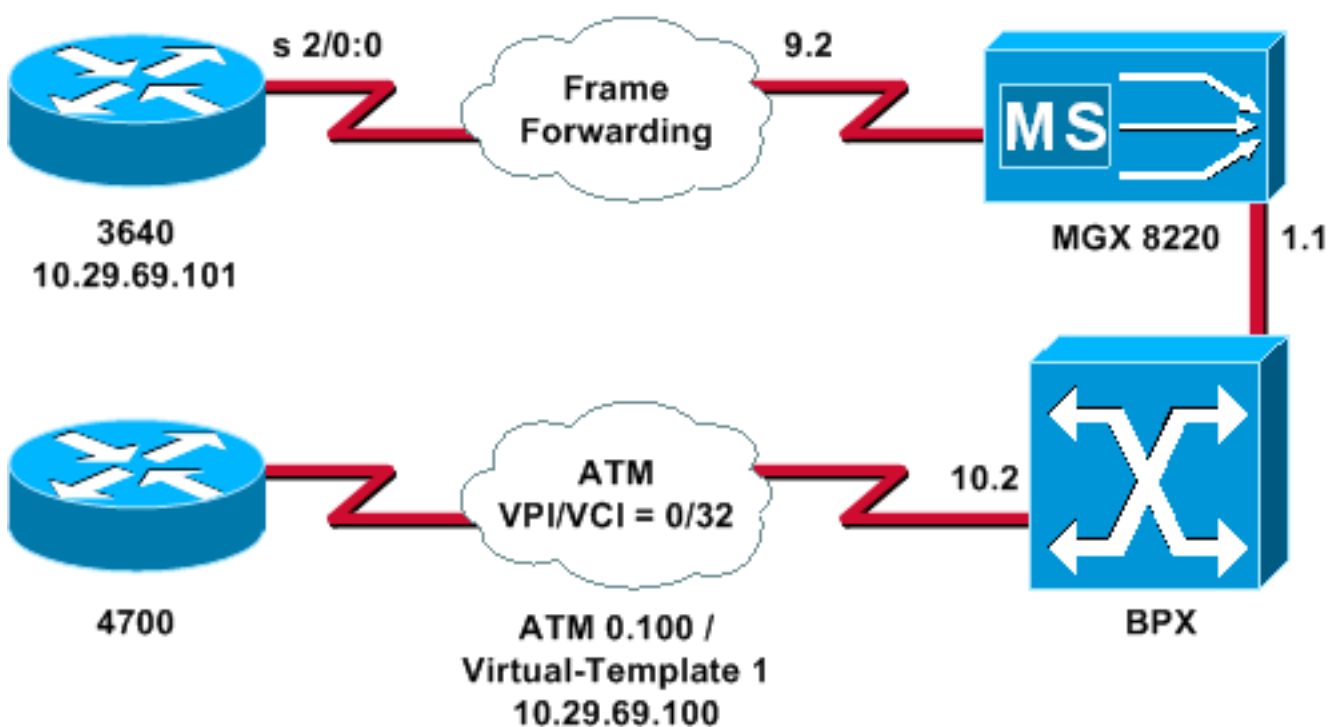 s 2/0:0
Frame
Forwarding
9.2
MS
3640
10.29.69.101
MGX 8220
1.1
ATM
VPI/VCI = 0/32
10.2
4700
ATM 0.100 /
Virtual-Template 1
10.29.69.100
BPX